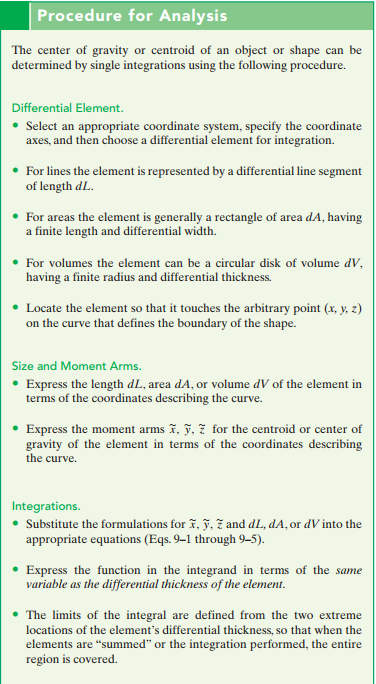 Procedure for Analysis
The center of gravity or centroid of an object or shape can be
determined by single integrations using the following procedure.
Differential Element.
• Select an appropriate coordinate system, specify the coordinate
axes, and then choose a differential element for integration.
• For lines the element is represented by a differential line segment
of length dL.
• For areas the element is generally a rectangle of area dA, having
a finite length and differential width.
• For volumes the element can be a circular disk of volume dV,
having a finite radius and differential thickness.
• Locate the element so that it touches the arbitrary point (x, y, z)
on the curve that defines the boundary of the shape.
Size and Moment Arms.
• Express the length dL, area dA, or volume dV of the element in
terms of the coordinates describing the curve.
• Express the moment arms x̃, ỹ, z̃ for the centroid or center of
gravity of the element in terms of the coordinates describing
the curve.
Integrations.
• Substitute the formulations for x̃, ỹ, z̃ and dL, dA, or dV into the
appropriate equations (Eqs. 9–1 through 9–5).
• Express the function in the integrand in terms of the same
variable as the differential thickness of the element.
• The limits of the integral are defined from the two extreme
locations of the element's differential thickness, so that when the
elements are “summed” or the integration performed, the entire
region is covered.